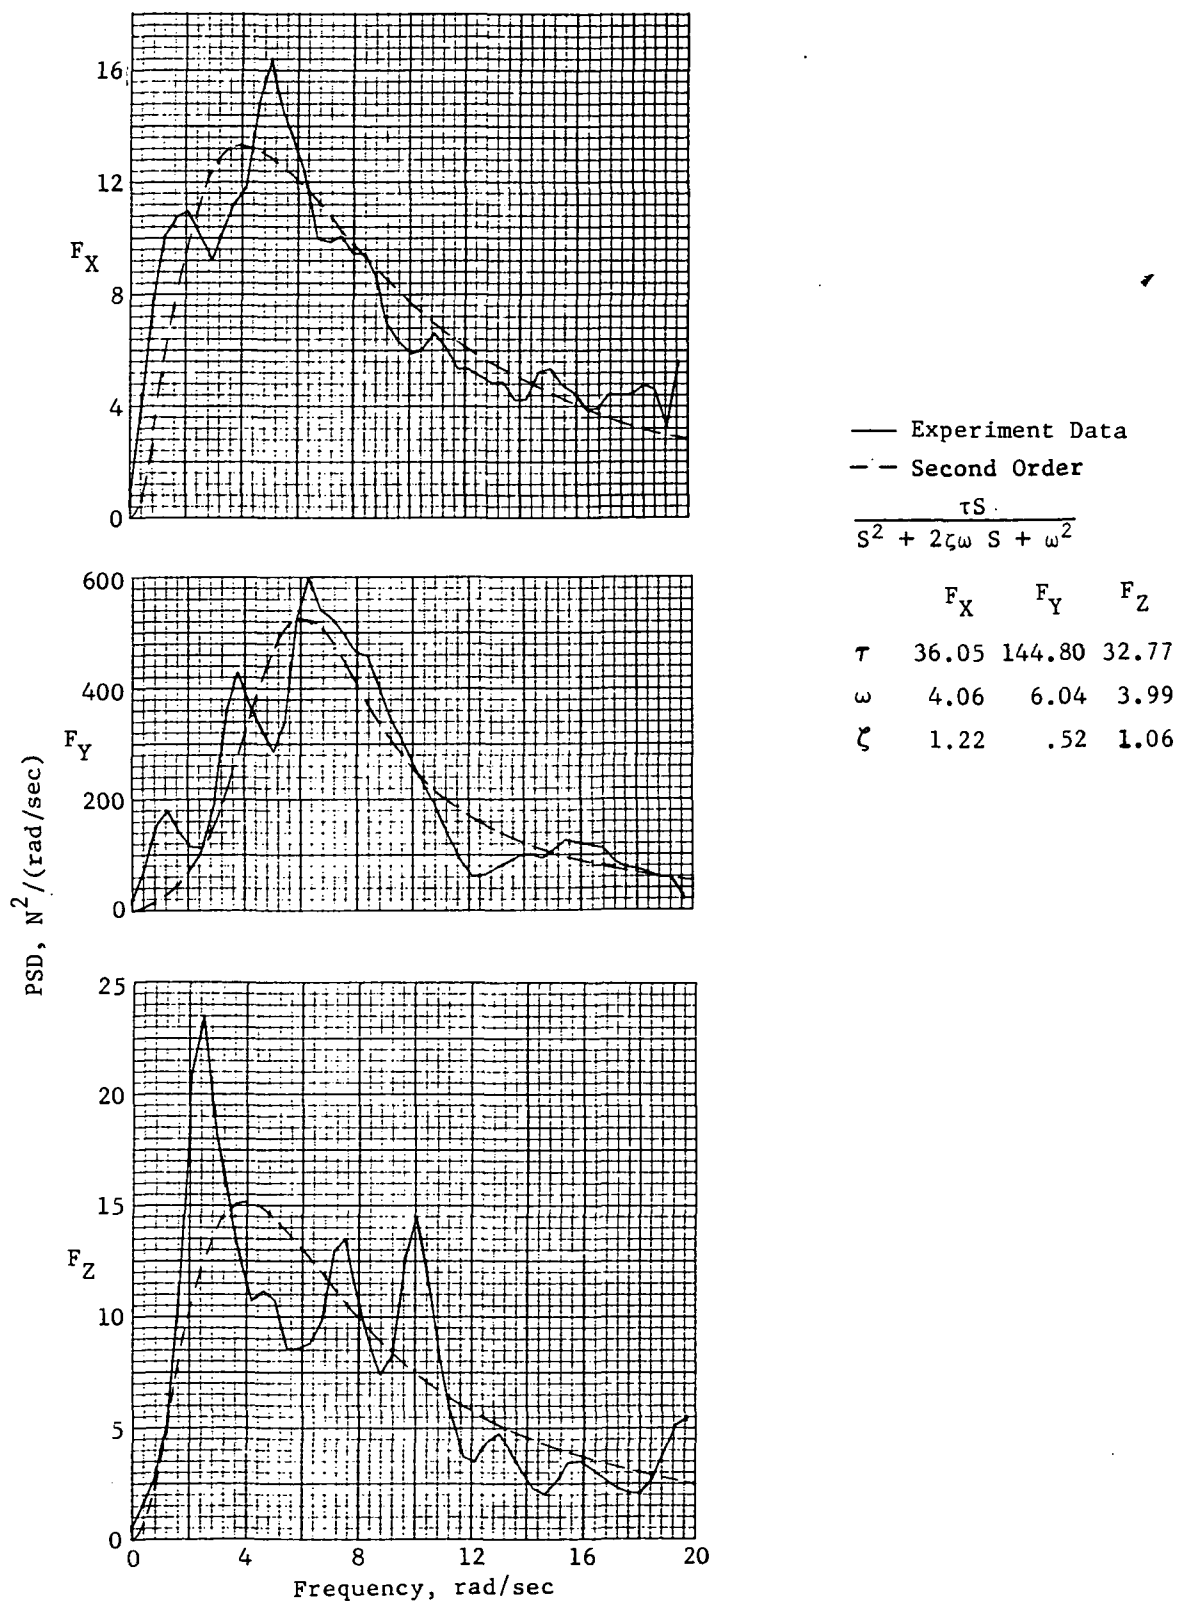 16
12
F_X
8
4
0
600
400
F_Y
200
0
PSD, N²/(rad/sec)
25
20
15
F_Z
10
5
0
0 4 8 12 16 20
Frequency, rad/sec
—— Experiment Data
— — Second Order
τS
S² + 2ζω S + ω²
F_X F_Y F_Z
τ 36.05 144.80 32.77
ω 4.06 6.04 3.99
ζ 1.22 .52 1.06